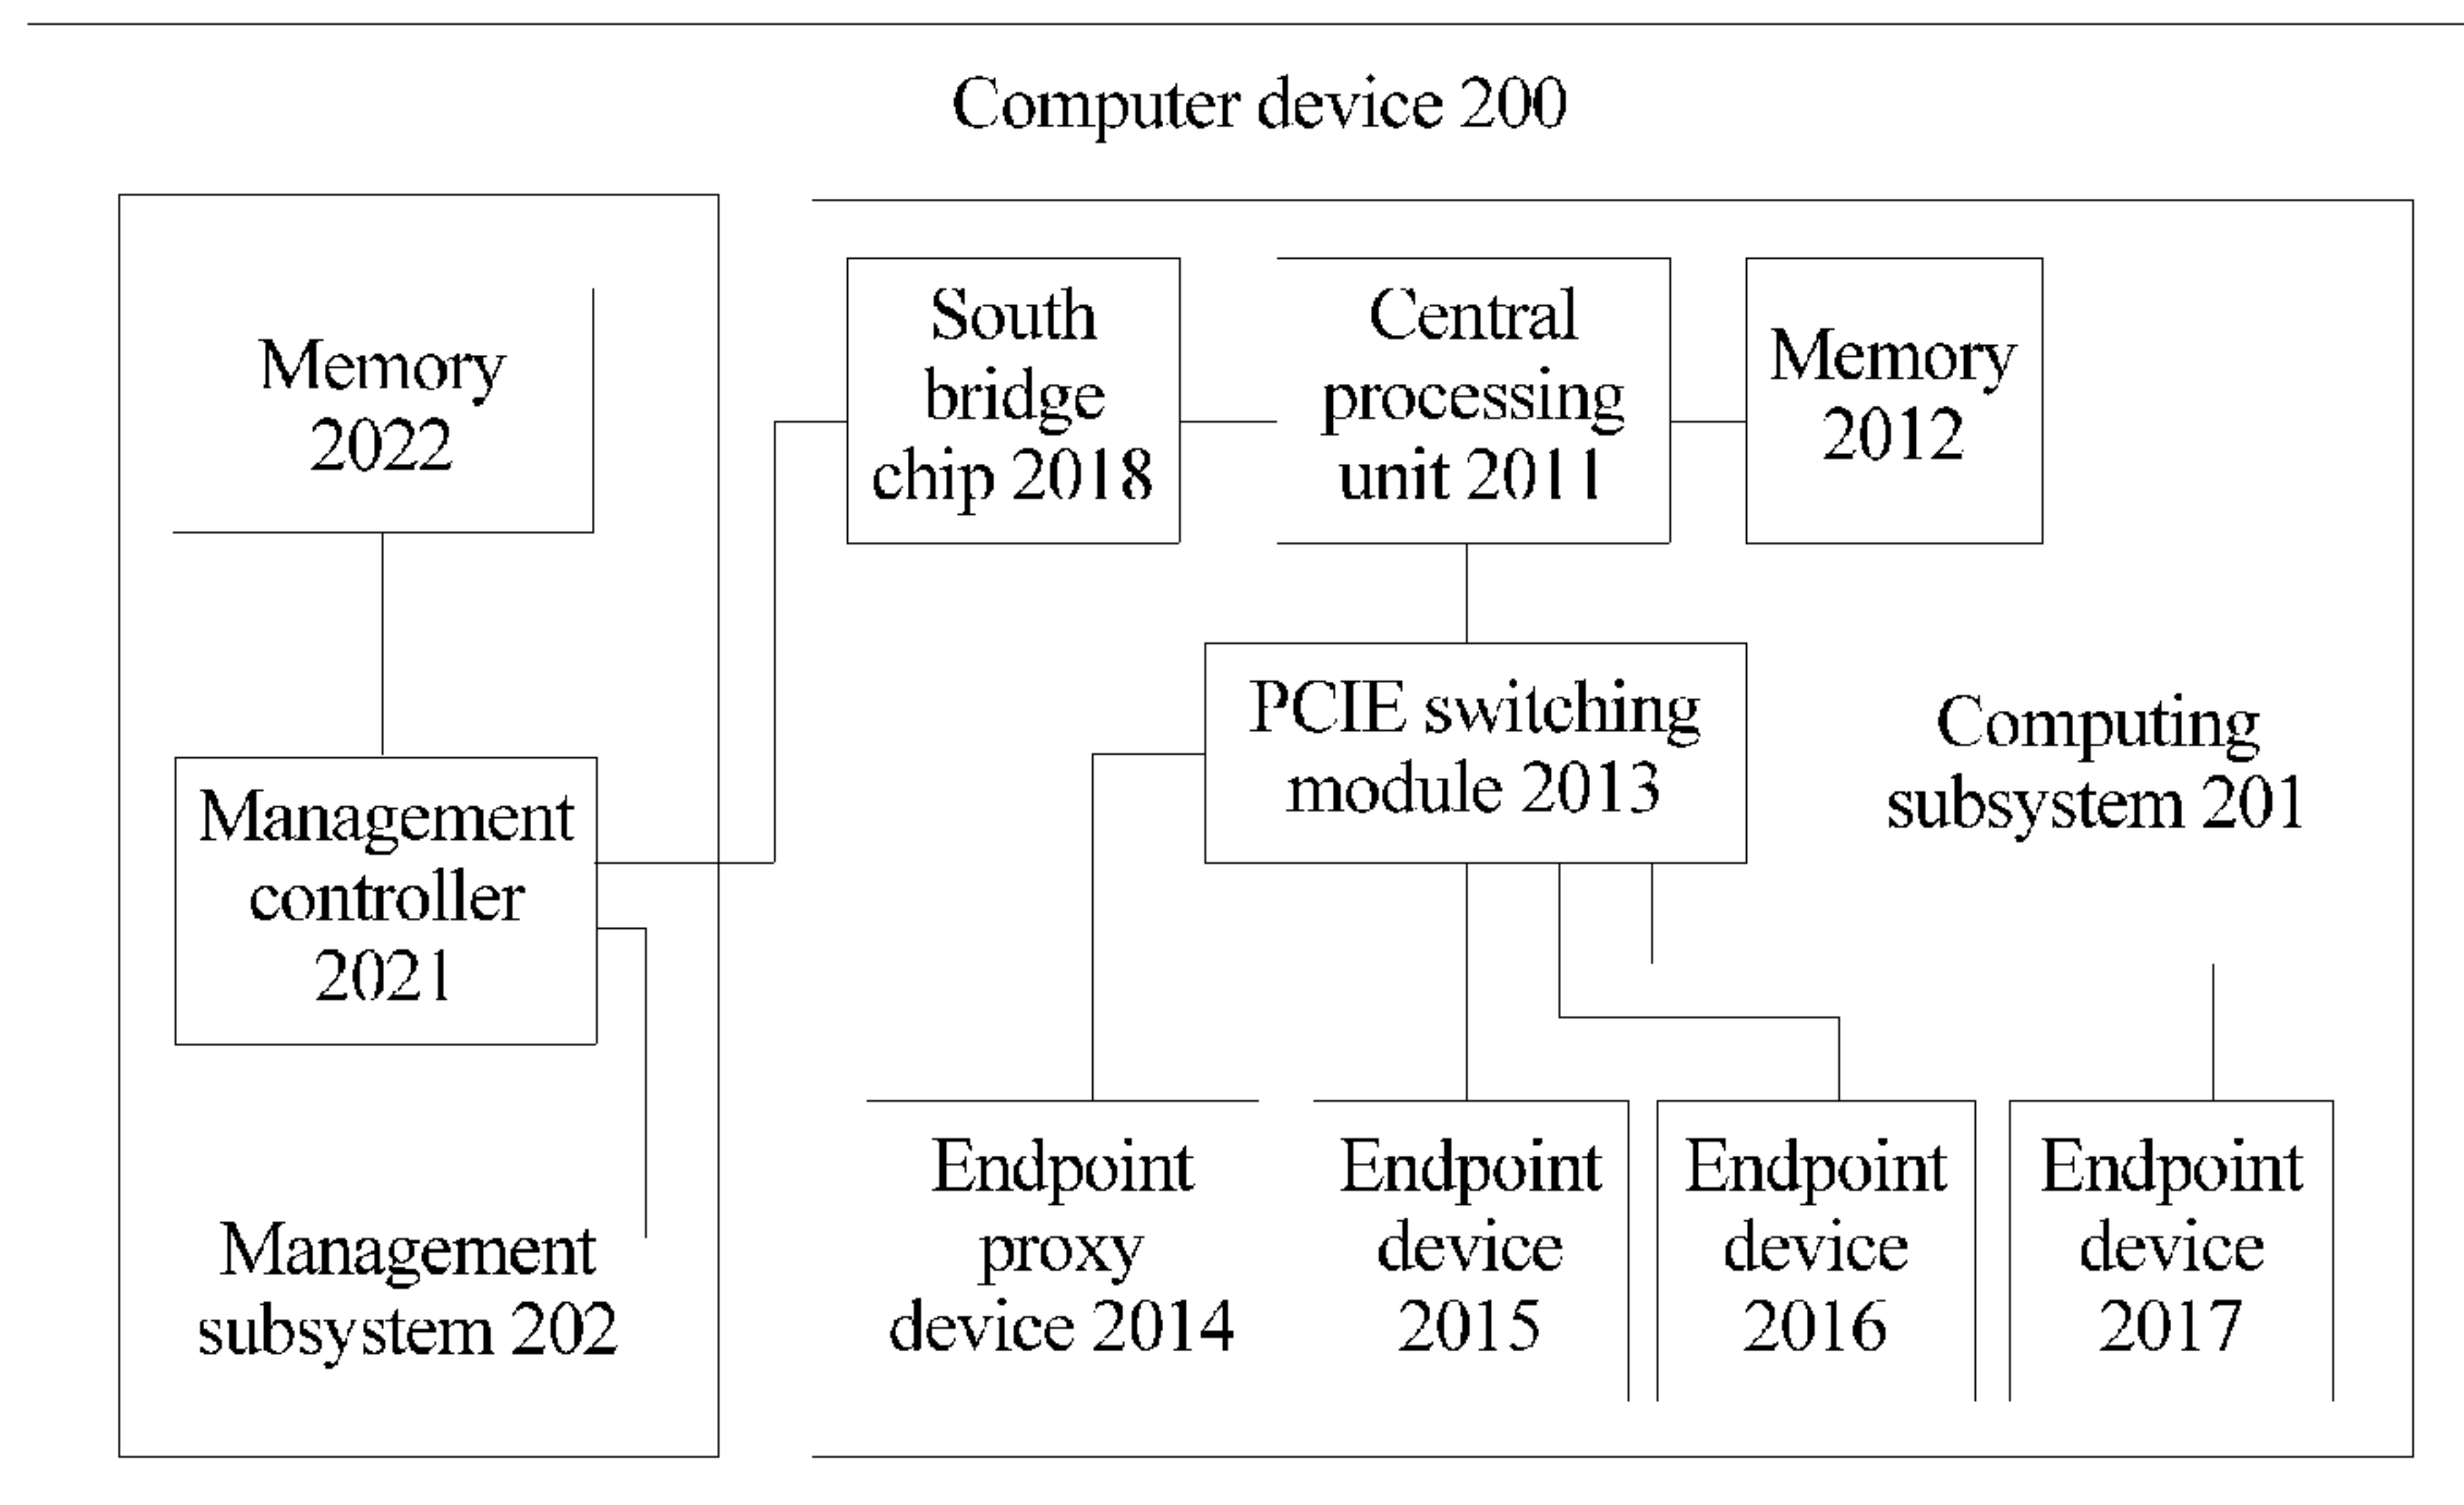 Computer device 200
Memory
2022
Management
controller
2021
Management
subsystem 202
South
bridge
chip 2018
Central
processing
unit 2011
Memory
2012
PCIE switching
module 2013
Computing
subsystem 201
Endpoint
proxy
device 2014
Endpoint
device
2015
Endpoint
device
2016
Endpoint
device
2017